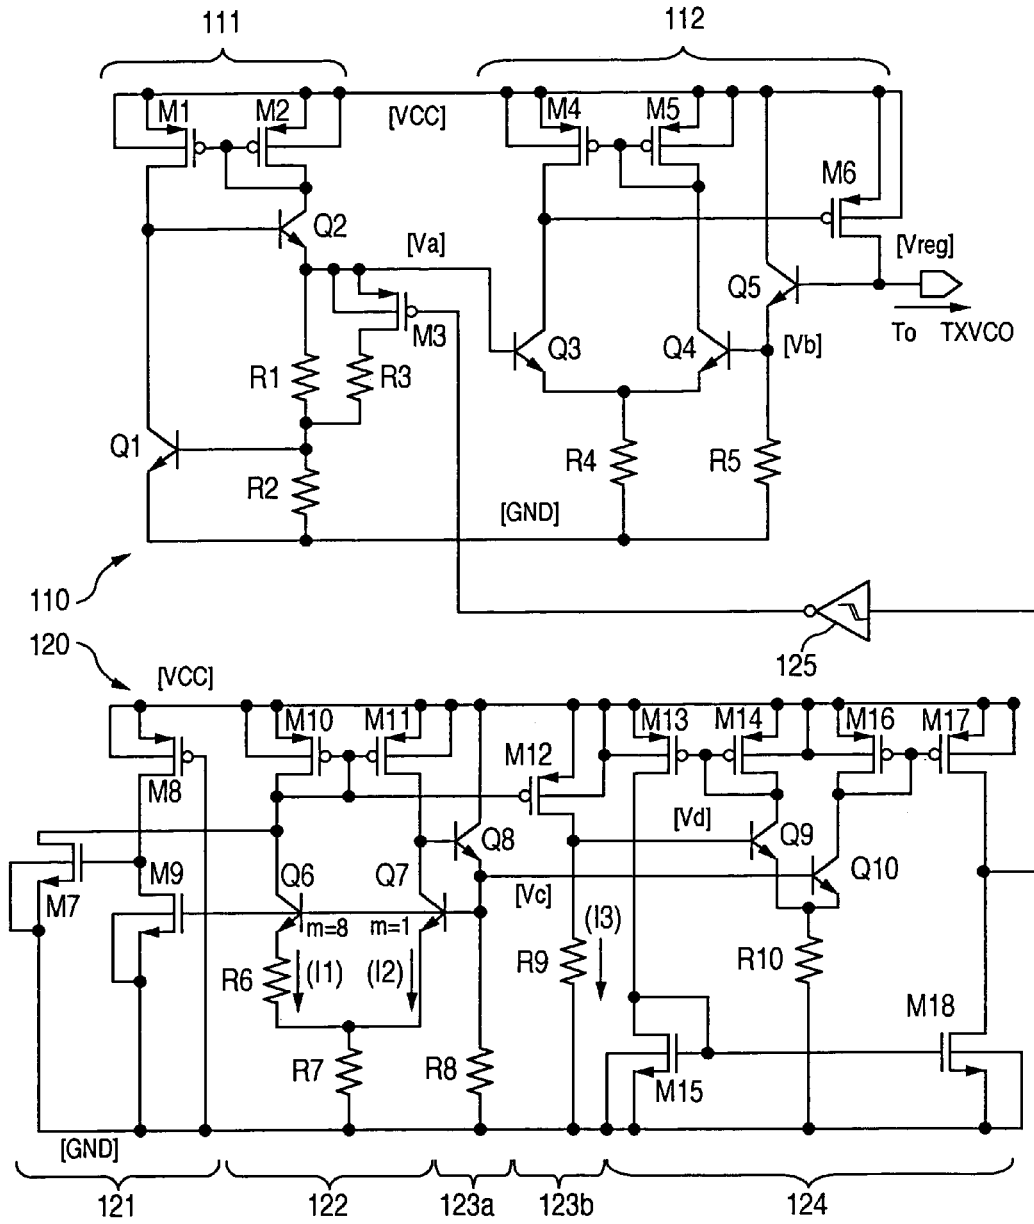 111 112
M1 M2 [VCC] M4 M5
M6
Q2
[Va] [Vreg]
Q5
M3 Q3 Q4 [Vb] To TXVCO
R1 R3
Q1 R4 R5
R2
[GND]
110
120 125
[VCC]
M10 M11 M13 M14 M16 M17
M12
M8
[Vd]
Q8 Q9
M9 Q6 Q7 Q10
M7 [Vc]
m=8 m=1
(I3)
R6 (I1) (I2) R9 R10
M18
R7 R8
M15
[GND]
121 122 123a 123b 124